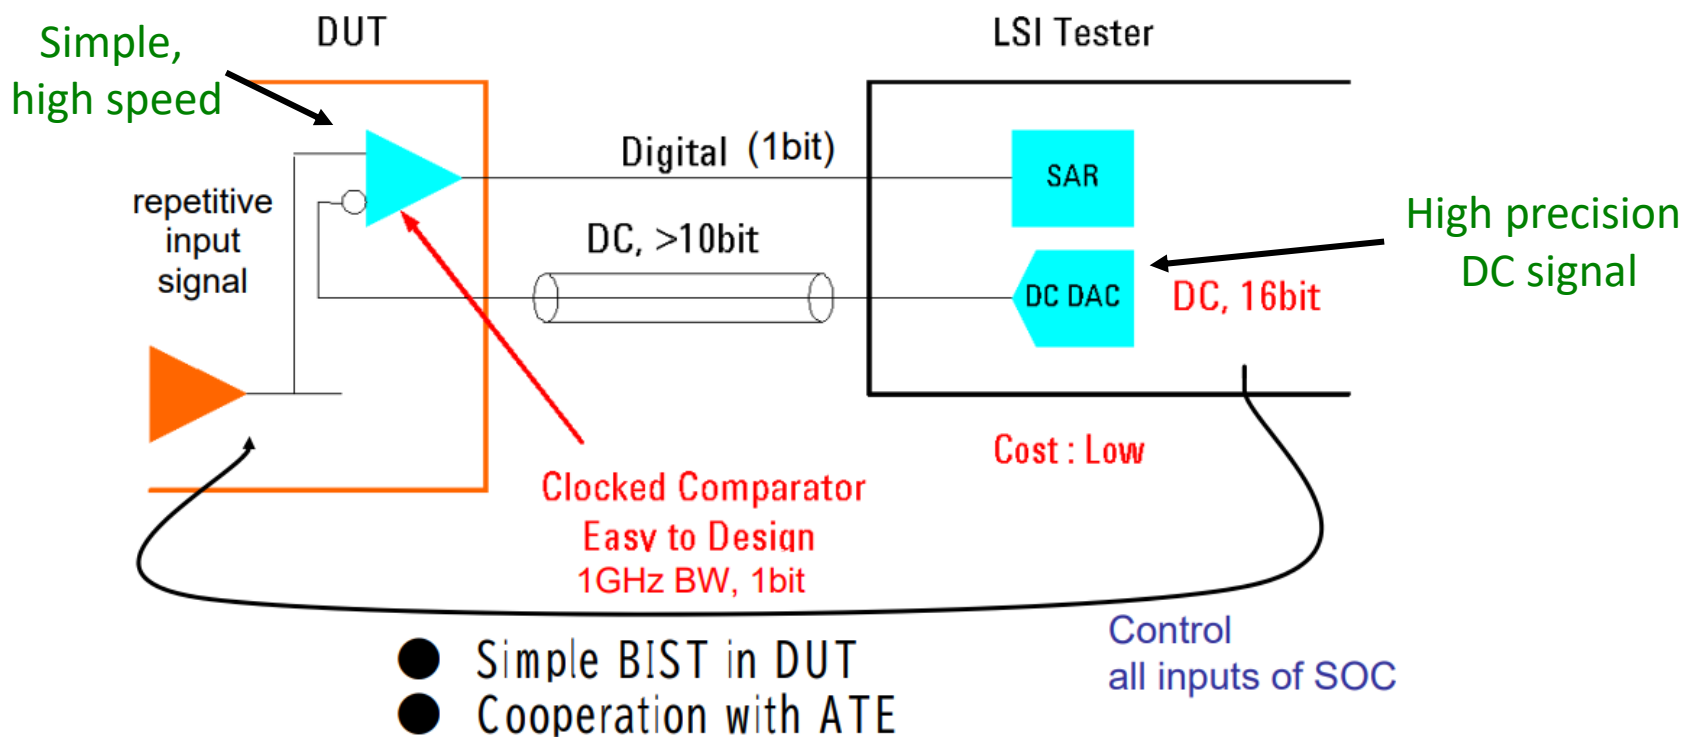 DUT
LSI Tester
Simple,
high speed
Digital (1bit)
SAR
repetitive
input
signal
DC, >10bit
High precision
DC signal
DC DAC
DC, 16bit
Cost : Low
Clocked Comparator
Easy to Design
1GHz BW, 1bit
Control
all inputs of SOC
● Simple BIST in DUT
● Cooperation with ATE